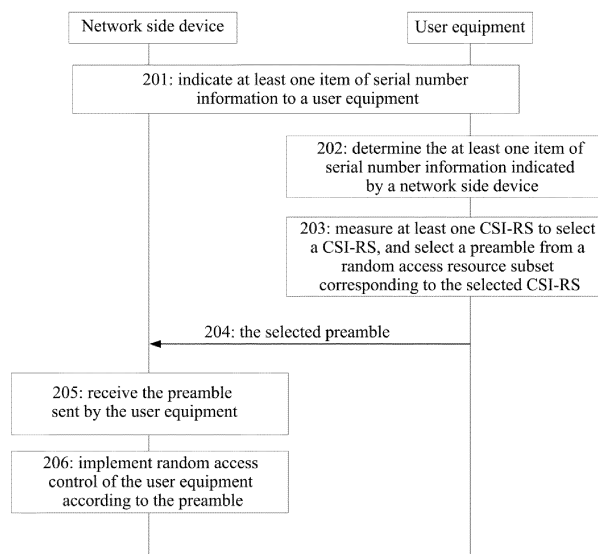 Network side device
User equipment
201: indicate at least one item of serial number
information to a user equipment
202: determine the at least one item of
serial number information indicated
by a network side device
203: measure at least one CSI-RS to select
a CSI-RS, and select a preamble from a
random access resource subset
corresponding to the selected CSI-RS
204: the selected preamble
205: receive the preamble
sent by the user equipment
206: implement random access
control of the user equipment
according to the preamble